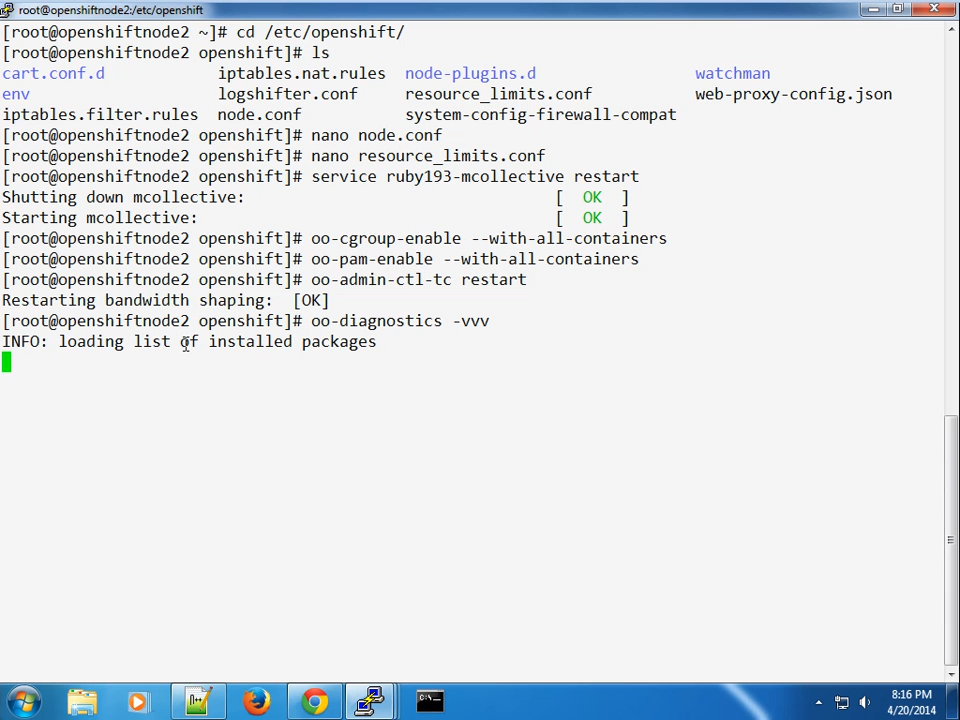 root@openshiftnode2:/etc/openshift
[root@openshiftnode2 ~]# cd /etc/openshift/
[root@openshiftnode2 openshift]# ls
cart.conf.d iptables.nat.rules node-plugins.d watchman
env logshifter.conf resource_limits.conf web-proxy-config.json
iptables.filter.rules node.conf system-config-firewall-compat
[root@openshiftnode2 openshift]# nano node.conf
[root@openshiftnode2 openshift]# nano resource_limits.conf
[root@openshiftnode2 openshift]# service ruby193-mcollective restart
Shutting down mcollective: [ OK ]
Starting mcollective: [ OK ]
[root@openshiftnode2 openshift]# oo-cgroup-enable --with-all-containers
[root@openshiftnode2 openshift]# oo-pam-enable --with-all-containers
[root@openshiftnode2 openshift]# oo-admin-ctl-tc restart
Restarting bandwidth shaping: [OK]
[root@openshiftnode2 openshift]# oo-diagnostics -vvv
INFO: loading list of installed packages
8:16 PM
4/20/2014